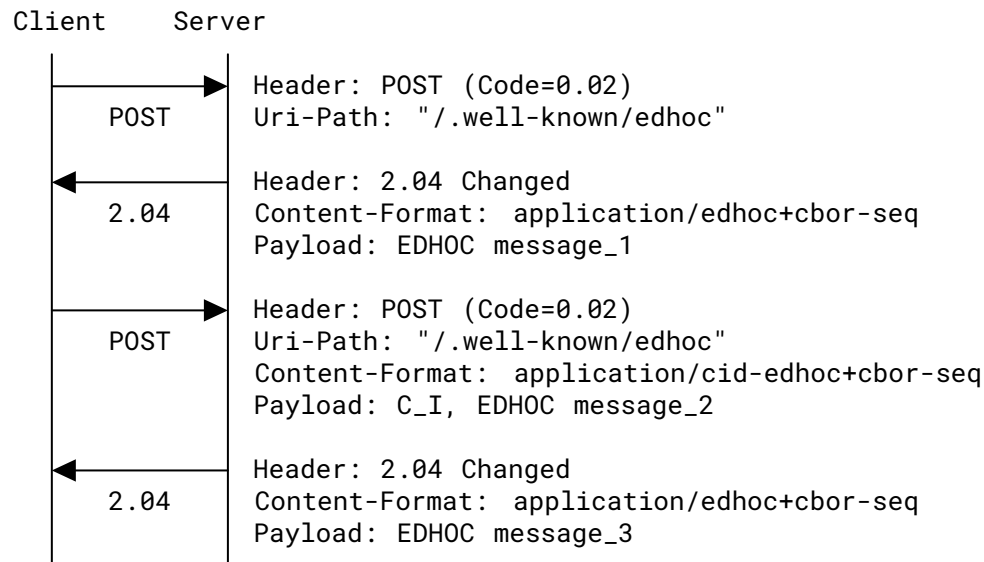 Client    Server
Header: POST (Code=0.02)
POST    Uri-Path: "/.well-known/edhoc"
Header: 2.04 Changed
2.04    Content-Format: application/edhoc+cbor-seq
Payload: EDHOC message_1
Header: POST (Code=0.02)
POST    Uri-Path: "/.well-known/edhoc"
Content-Format: application/cid-edhoc+cbor-seq
Payload: C_I, EDHOC message_2
Header: 2.04 Changed
2.04    Content-Format: application/edhoc+cbor-seq
Payload: EDHOC message_3